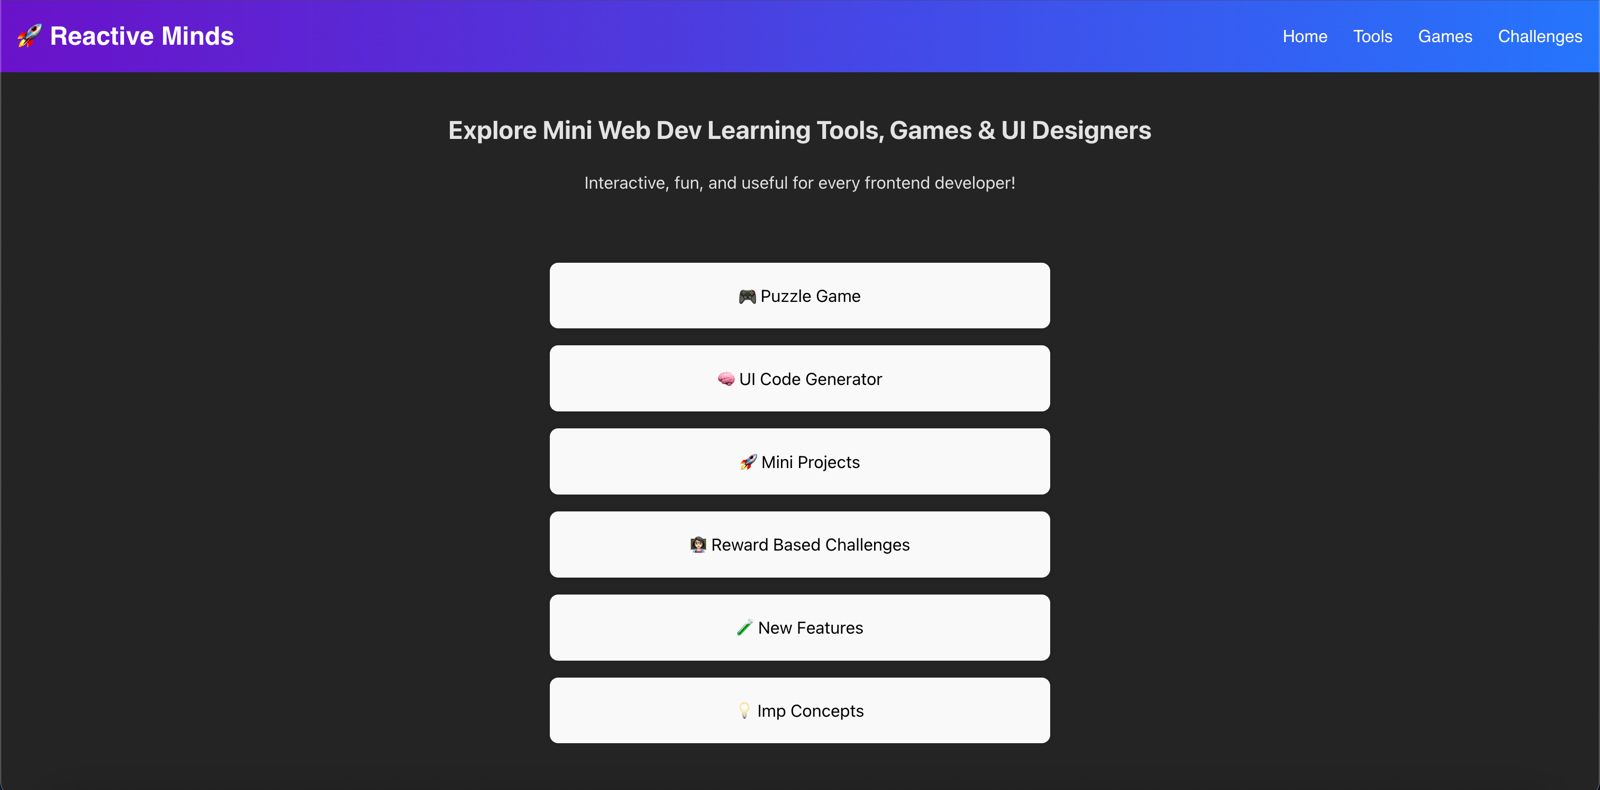 🚀 Reactive Minds
Home Tools Games Challenges
Explore Mini Web Dev Learning Tools, Games & UI Designers
Interactive, fun, and useful for every frontend developer!
🎮 Puzzle Game
🧠 UI Code Generator
🚀 Mini Projects
👩🏻‍🏫 Reward Based Challenges
🧪 New Features
💡 Imp Concepts